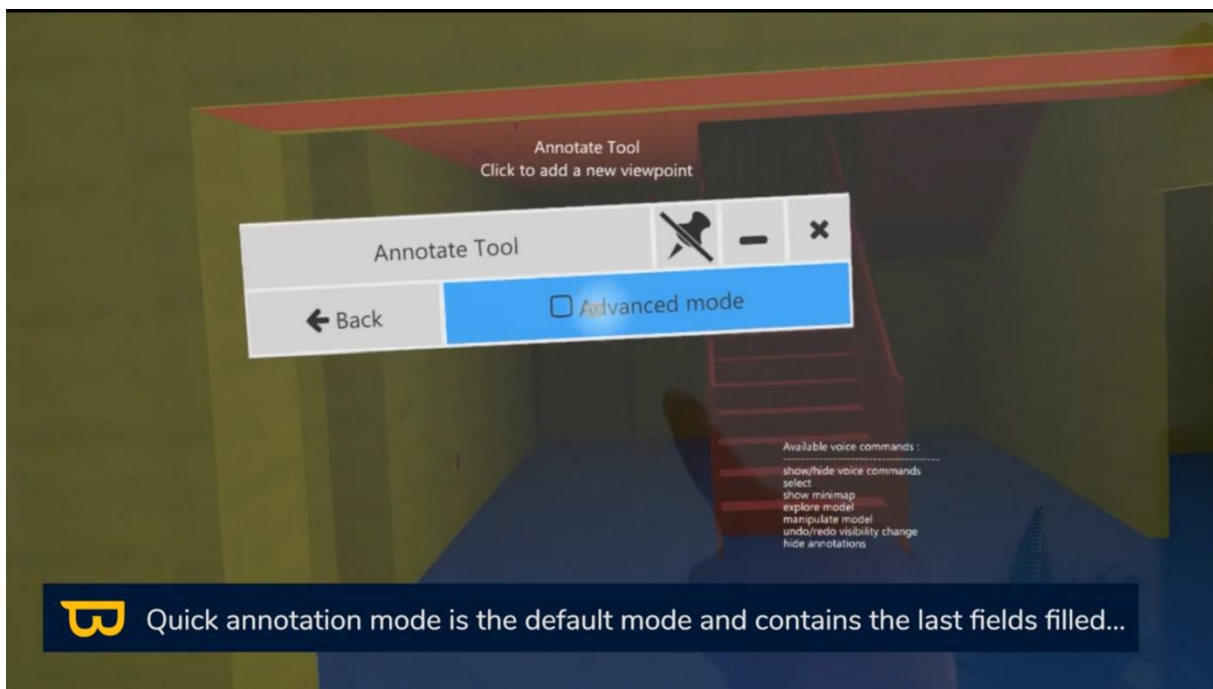 Annotate Tool
Click to add a new viewpoint
Annotate Tool
Back
Advanced mode
Available voice commands :
--------------------------------
show/hide voice commands
select
show minimap
explore model
manipulate model
undo/redo visibility change
hide annotations
Quick annotation mode is the default mode and contains the last fields filled...